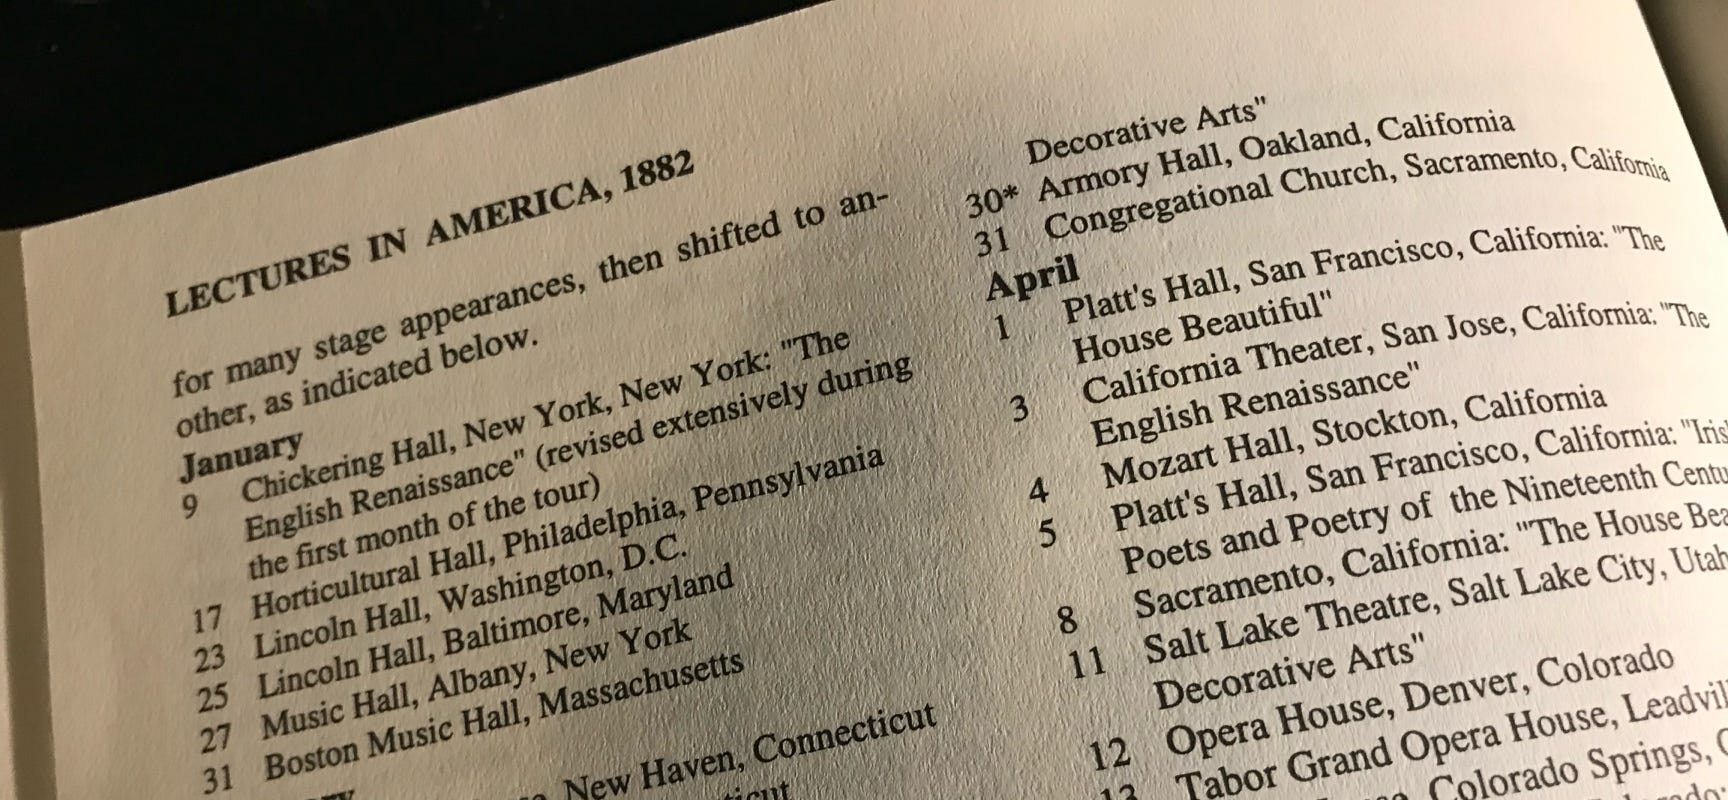 LECTURES IN AMERICA, 1882
for many stage appearances, then shifted to an-
other, as indicated below.
January
9 Chickering Hall, New York, New York: "The
English Renaissance" (revised extensively during
the first month of the tour)
17 Horticultural Hall, Philadelphia, Pennsylvania
23 Lincoln Hall, Washington, D.C.
25 Lincoln Hall, Baltimore, Maryland
27 Music Hall, Albany, New York
31 Boston Music Hall, Massachusetts
New Haven, Connecticut
Decorative Arts"
30* Armory Hall, Oakland, California
31 Congregational Church, Sacramento, California
April
1 Platt's Hall, San Francisco, California: "The
House Beautiful"
3 California Theater, San Jose, California: "The
English Renaissance"
4 Mozart Hall, Stockton, California
5 Platt's Hall, San Francisco, California: "Iris
Poets and Poetry of the Nineteenth Centu
8 Sacramento, California: "The House Bea
11 Salt Lake Theatre, Salt Lake City, Utah
Decorative Arts"
12 Opera House, Denver, Colorado
13 Tabor Grand Opera House, Leadvil
Colorado Springs,